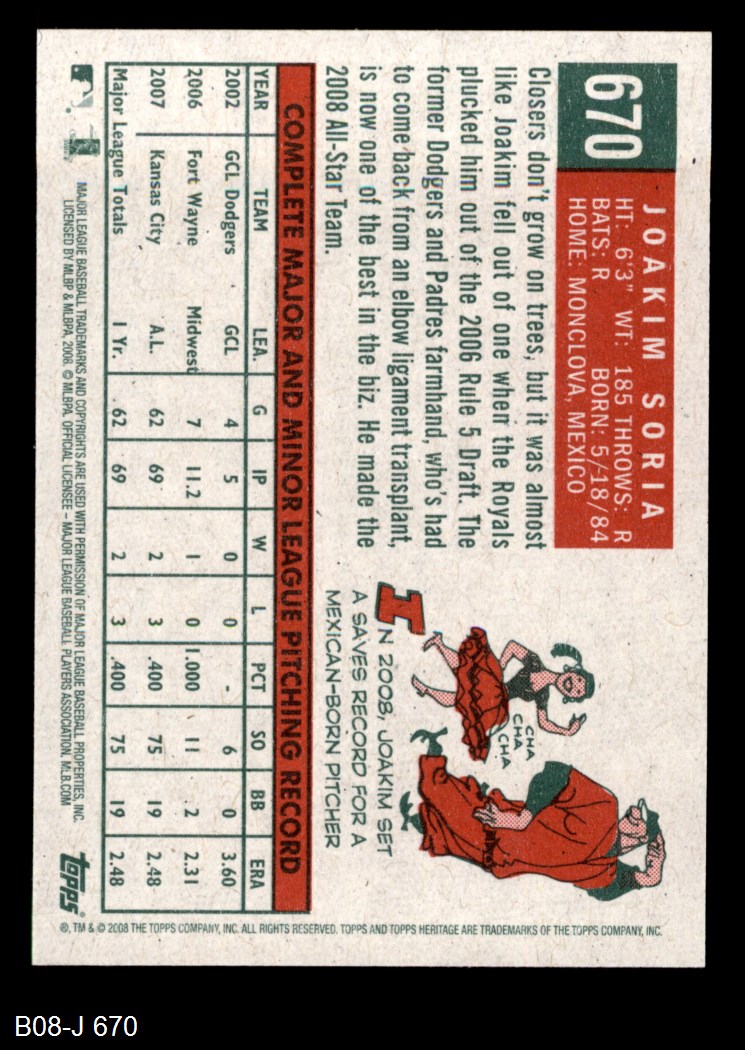 670
JOAKIM SORIA
HT: 6'3" WT: 185 THROWS: R
BATS: R BORN: 5/18/84
HOME: MONCLOVA, MEXICO
Closers don't grow on trees, but it was almost
like Joakim fell out of one when the Royals
plucked him out of the 2006 Rule 5 Draft. The
former Dodgers and Padres farmhand, who's had
to come back from an elbow ligament transplant,
is now one of the best in the biz. He made the
2008 All-Star Team.
CHA
CHA
CHA
IN 2008, JOAKIM SET
A SAVES RECORD FOR A
MEXICAN-BORN PITCHER
COMPLETE MAJOR AND MINOR LEAGUE PITCHING RECORD
YEAR TEAM LEA. G IP W L PCT SO BB ERA
2002 GCL Dodgers GCL 4 5 0 0 - 6 0 3.60
2006 Fort Wayne Midwest 7 11.2 1 0 1.000 11 2 2.31
2007 Kansas City A.L. 62 69 2 3 .400 75 19 2.48
Major League Totals 1 Yr. 62 69 2 3 .400 75 19 2.48
MAJOR LEAGUE BASEBALL TRADEMARKS AND COPYRIGHTS ARE USED WITH PERMISSION OF MAJOR LEAGUE BASEBALL PROPERTIES, INC.
LICENSED BY MLBP & MLBPA, 2008. © MLBPA. OFFICIAL LICENSEE – MAJOR LEAGUE BASEBALL PLAYERS ASSOCIATION. MLB.COM
topps®
®, TM & © 2008 THE TOPPS COMPANY, INC. ALL RIGHTS RESERVED. TOPPS AND TOPPS HERITAGE ARE TRADEMARKS OF THE TOPPS COMPANY, INC.
B08-J 670